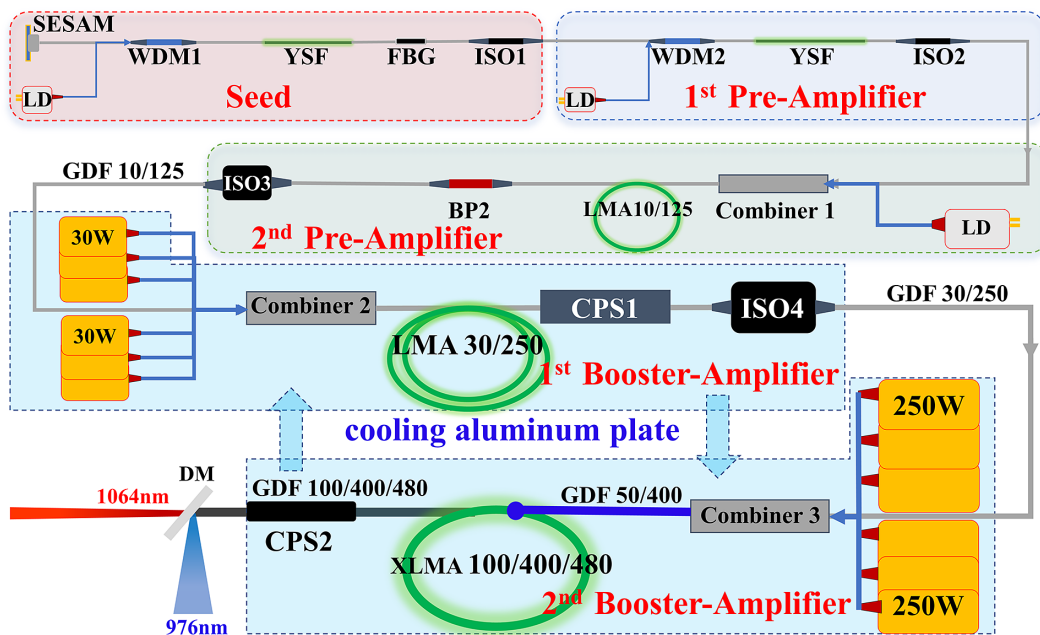 SESAM
WDM1
YSF
FBG
ISO1
LD
Seed
WDM2
YSF
ISO2
LD
1st Pre-Amplifier
GDF 10/125
ISO3
BP2
LMA10/125
Combiner 1
LD
2nd Pre-Amplifier
30W
30W
Combiner 2
LMA 30/250
CPS1
ISO4
GDF 30/250
1st Booster-Amplifier
cooling aluminum plate
250W
250W
DM
1064nm
976nm
GDF 100/400/480
CPS2
GDF 50/400
Combiner 3
XLMA 100/400/480
2nd Booster-Amplifier